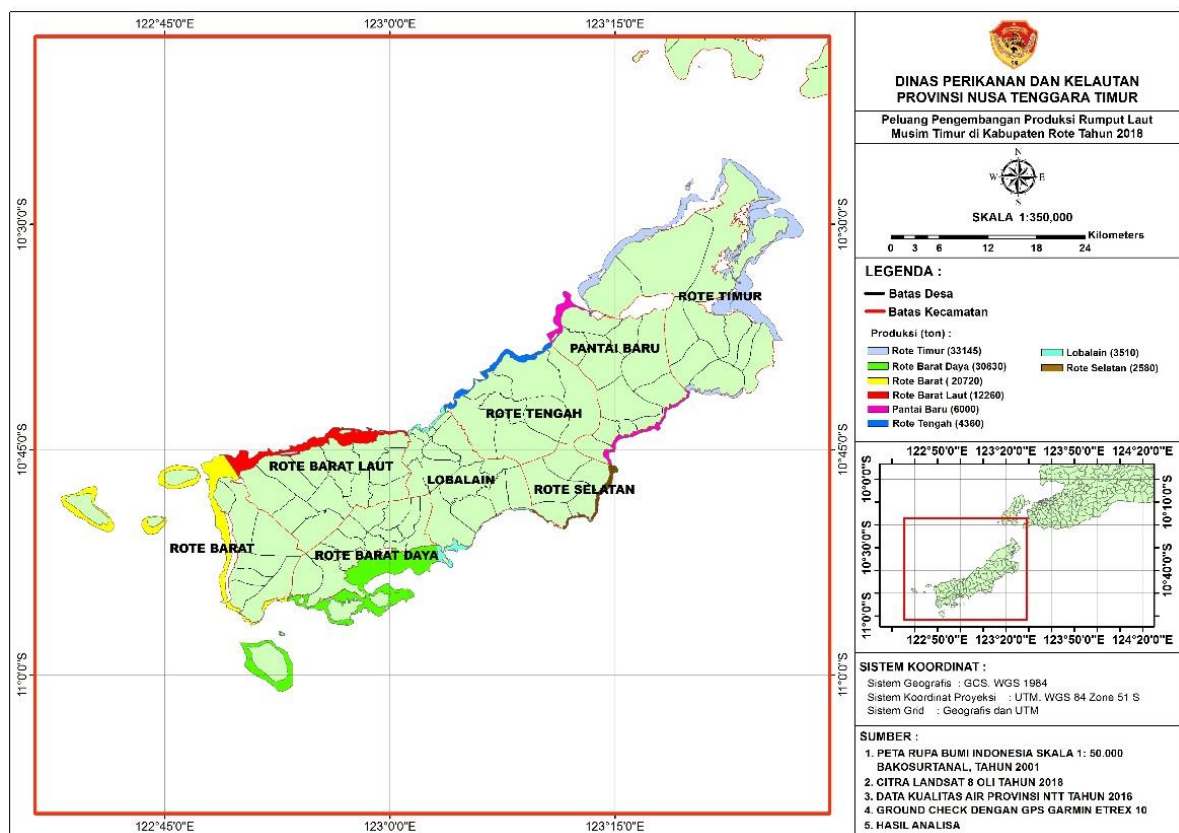 122°45'0"E
123°0'0"E
123°15'0"E
10°30'0"S
10°45'0"S
11°0'0"S
ROTE TIMUR
PANTAI BARU
ROTE TENGAH
ROTE BARAT LAUT
LOBALAIN
ROTE SELATAN
ROTE BARAT
ROTE BARAT DAYA
10°30'0"S
10°45'0"S
11°0'0"S
122°45'0"E
123°0'0"E
123°15'0"E
DINAS PERIKANAN DAN KELAUTAN
PROVINSI NUSA TENGGARA TIMUR
Peluang Pengembangan Produksi Rumput Laut
Musim Timur di Kabupaten Rote Tahun 2018
N
W
E
S
SKALA 1:350,000
Kilometers
0 3 6 12 18 24
LEGENDA :
Batas Desa
Batas Kecamatan
Produksi (ton) :
Rote Timur (33145)
Rote Barat Daya (30630)
Rote Barat ( 20720)
Rote Barat Laut (12260)
Pantai Baru (6000)
Rote Tengah (4360)
Lobalain (3510)
Rote Selatan (2580)
122°50'0"E 123°20'0"E 123°50'0"E
10°0'0"S
10°30'0"S
11°0'0"S
10°10'0"S
10°40'0"S
122°50'0"E 123°20'0"E 123°50'0"E 124°20'0"E
SISTEM KOORDINAT :
Sistem Geografis : GCS. WGS 1984
Sistem Koordinat Proyeksi : UTM. WGS 84 Zone 51 S
Sistem Grid : Geografis dan UTM
SUMBER :
1. PETA RUPA BUMI INDONESIA SKALA 1: 50.000
BAKOSURTANAL, TAHUN 2001
2. CITRA LANDSAT 8 OLI TAHUN 2018
3. DATA KUALITAS AIR PROVINSI NTT TAHUN 2016
4. GROUND CHECK DENGAN GPS GARMIN ETREX 10
5. HASIL ANALISA